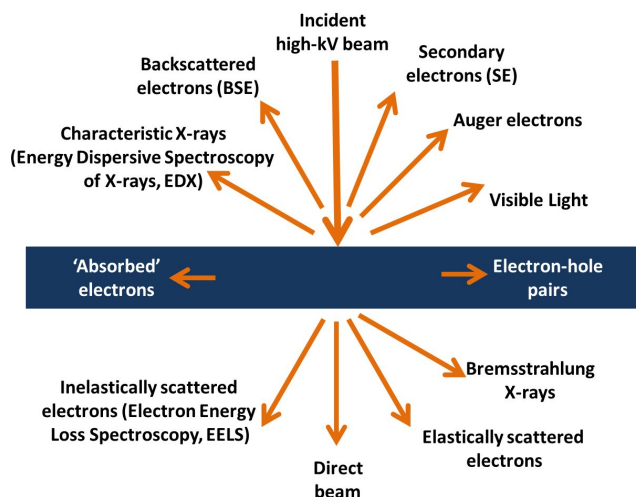 Incident
high-kV beam
Backscattered
electrons (BSE)
Secondary
electrons (SE)
Characteristic X-rays
(Energy Dispersive Spectroscopy
of X-rays, EDX)
Auger electrons
Visible Light
‘Absorbed’
electrons
Electron-hole
pairs
Inelastically scattered
electrons (Electron Energy
Loss Spectroscopy, EELS)
Direct
beam
Elastically scattered
electrons
Bremsstrahlung
X-rays